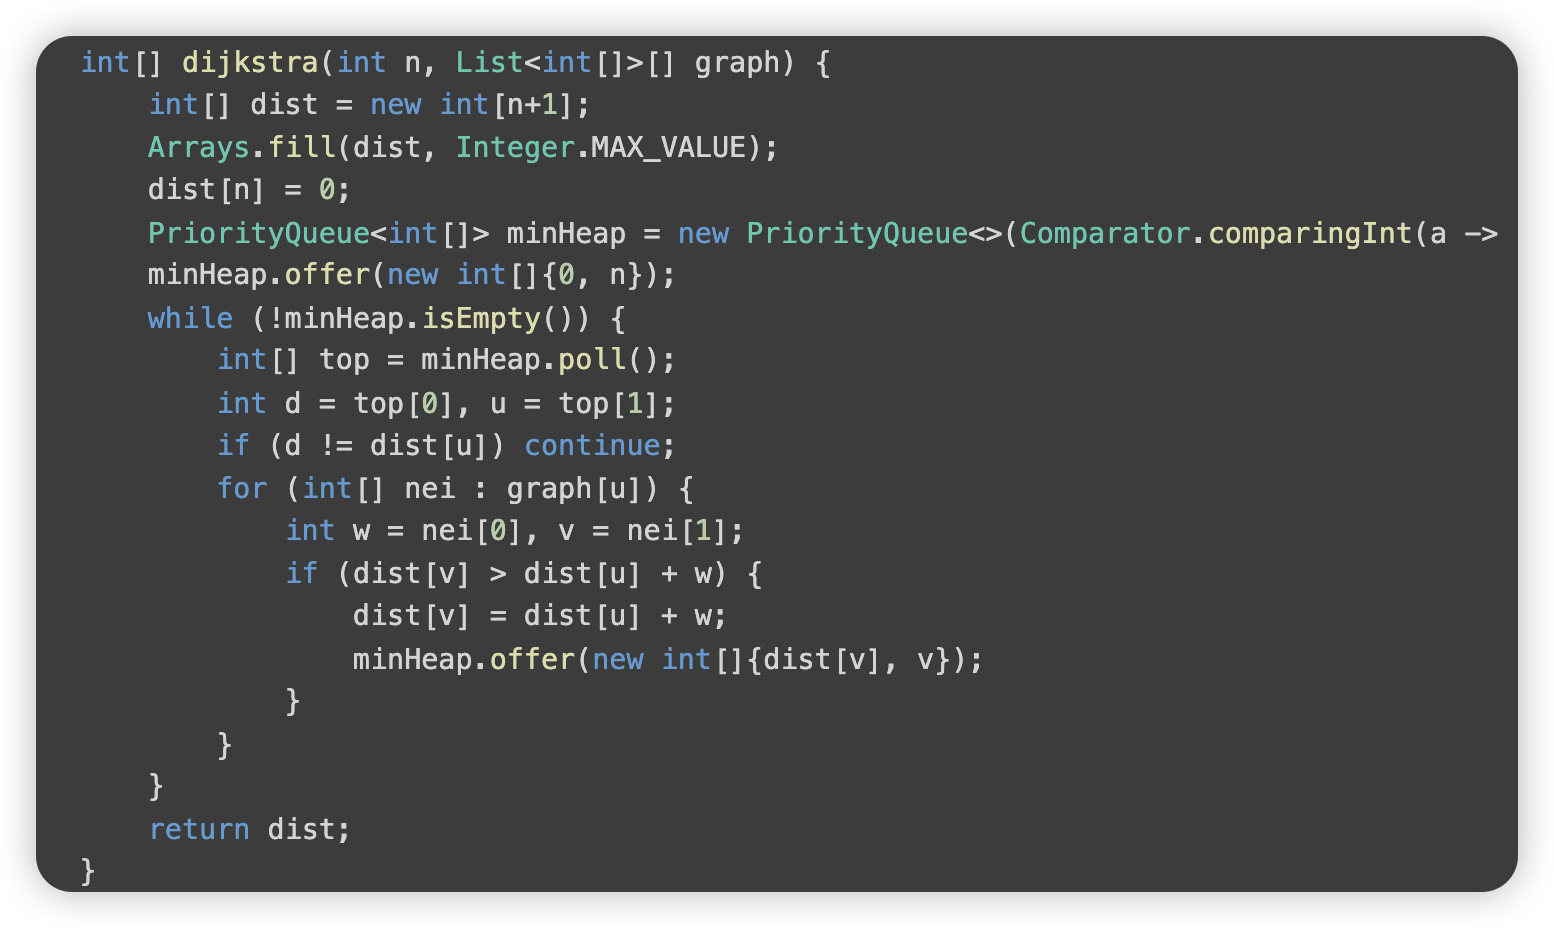 int[] dijkstra(int n, List<int[]>[] graph) {
    int[] dist = new int[n+1];
    Arrays.fill(dist, Integer.MAX_VALUE);
    dist[n] = 0;
    PriorityQueue<int[]> minHeap = new PriorityQueue<>(Comparator.comparingInt(a ->
    minHeap.offer(new int[]{0, n});
    while (!minHeap.isEmpty()) {
        int[] top = minHeap.poll();
        int d = top[0], u = top[1];
        if (d != dist[u]) continue;
        for (int[] nei : graph[u]) {
            int w = nei[0], v = nei[1];
            if (dist[v] > dist[u] + w) {
                dist[v] = dist[u] + w;
                minHeap.offer(new int[]{dist[v], v});
            }
        }
    }
    return dist;
}